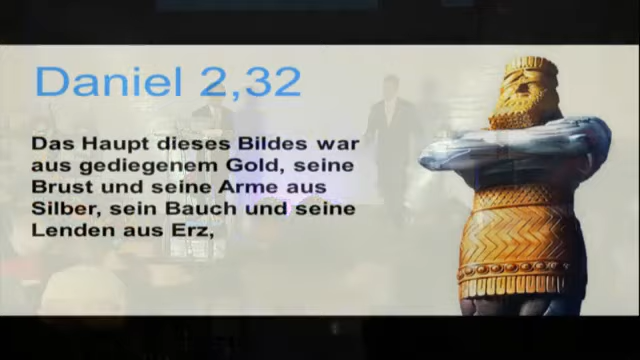 Daniel 2,32
Das Haupt dieses Bildes war
aus gediegenem Gold, seine
Brust und seine Arme aus
Silber, sein Bauch und seine
Lenden aus Erz,